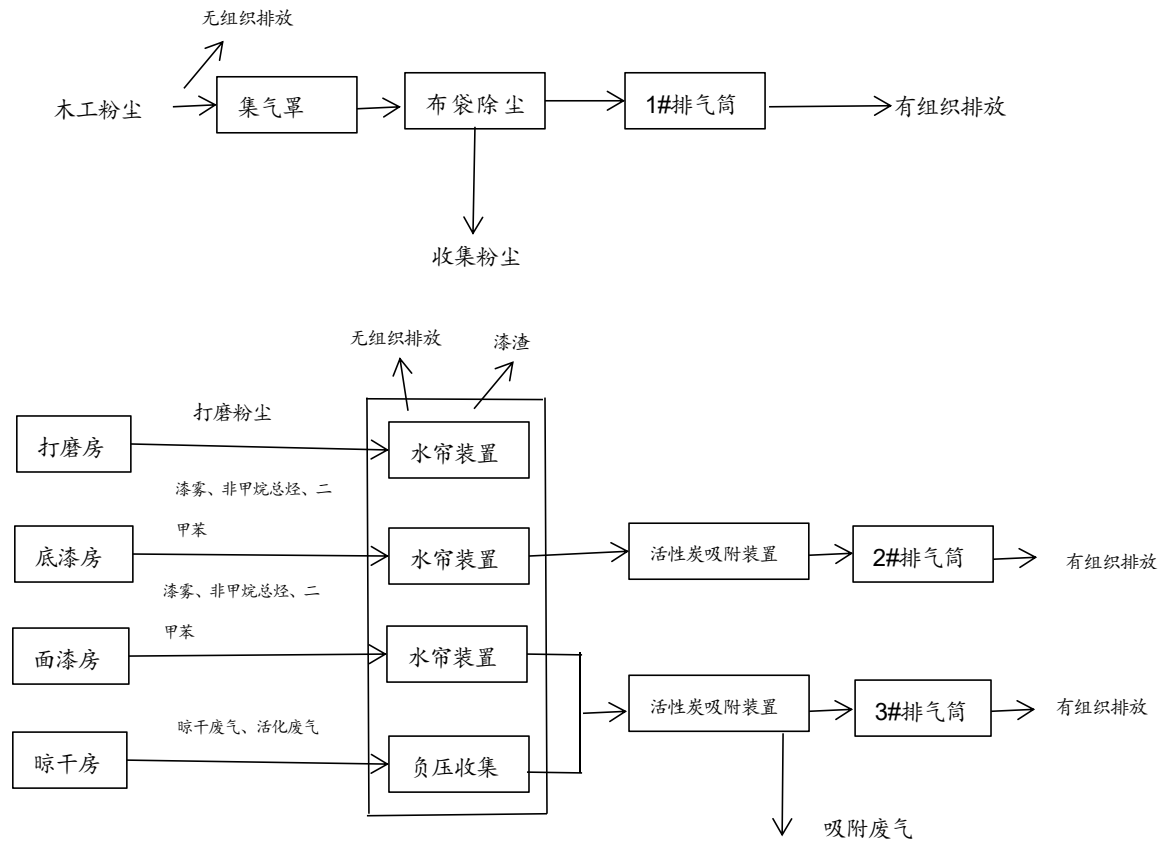 无组织排放
木工粉尘
集气罩
布袋除尘
1#排气筒
有组织排放
收集粉尘
无组织排放
漆渣
打磨粉尘
打磨房
水帘装置
漆雾、非甲烷总烃、二
甲苯
底漆房
水帘装置
活性炭吸附装置
2#排气筒
有组织排放
漆雾、非甲烷总烃、二
甲苯
面漆房
水帘装置
活性炭吸附装置
3#排气筒
有组织排放
晾干废气、活化废气
晾干房
负压收集
吸附废气